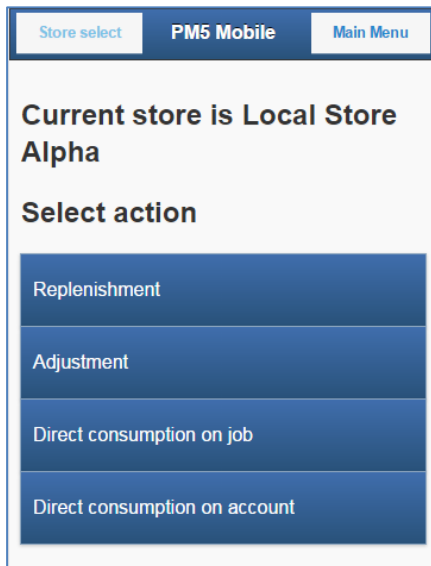 Store select PM5 Mobile Main Menu
Current store is Local Store
Alpha
Select action
Replenishment
Adjustment
Direct consumption on job
Direct consumption on account